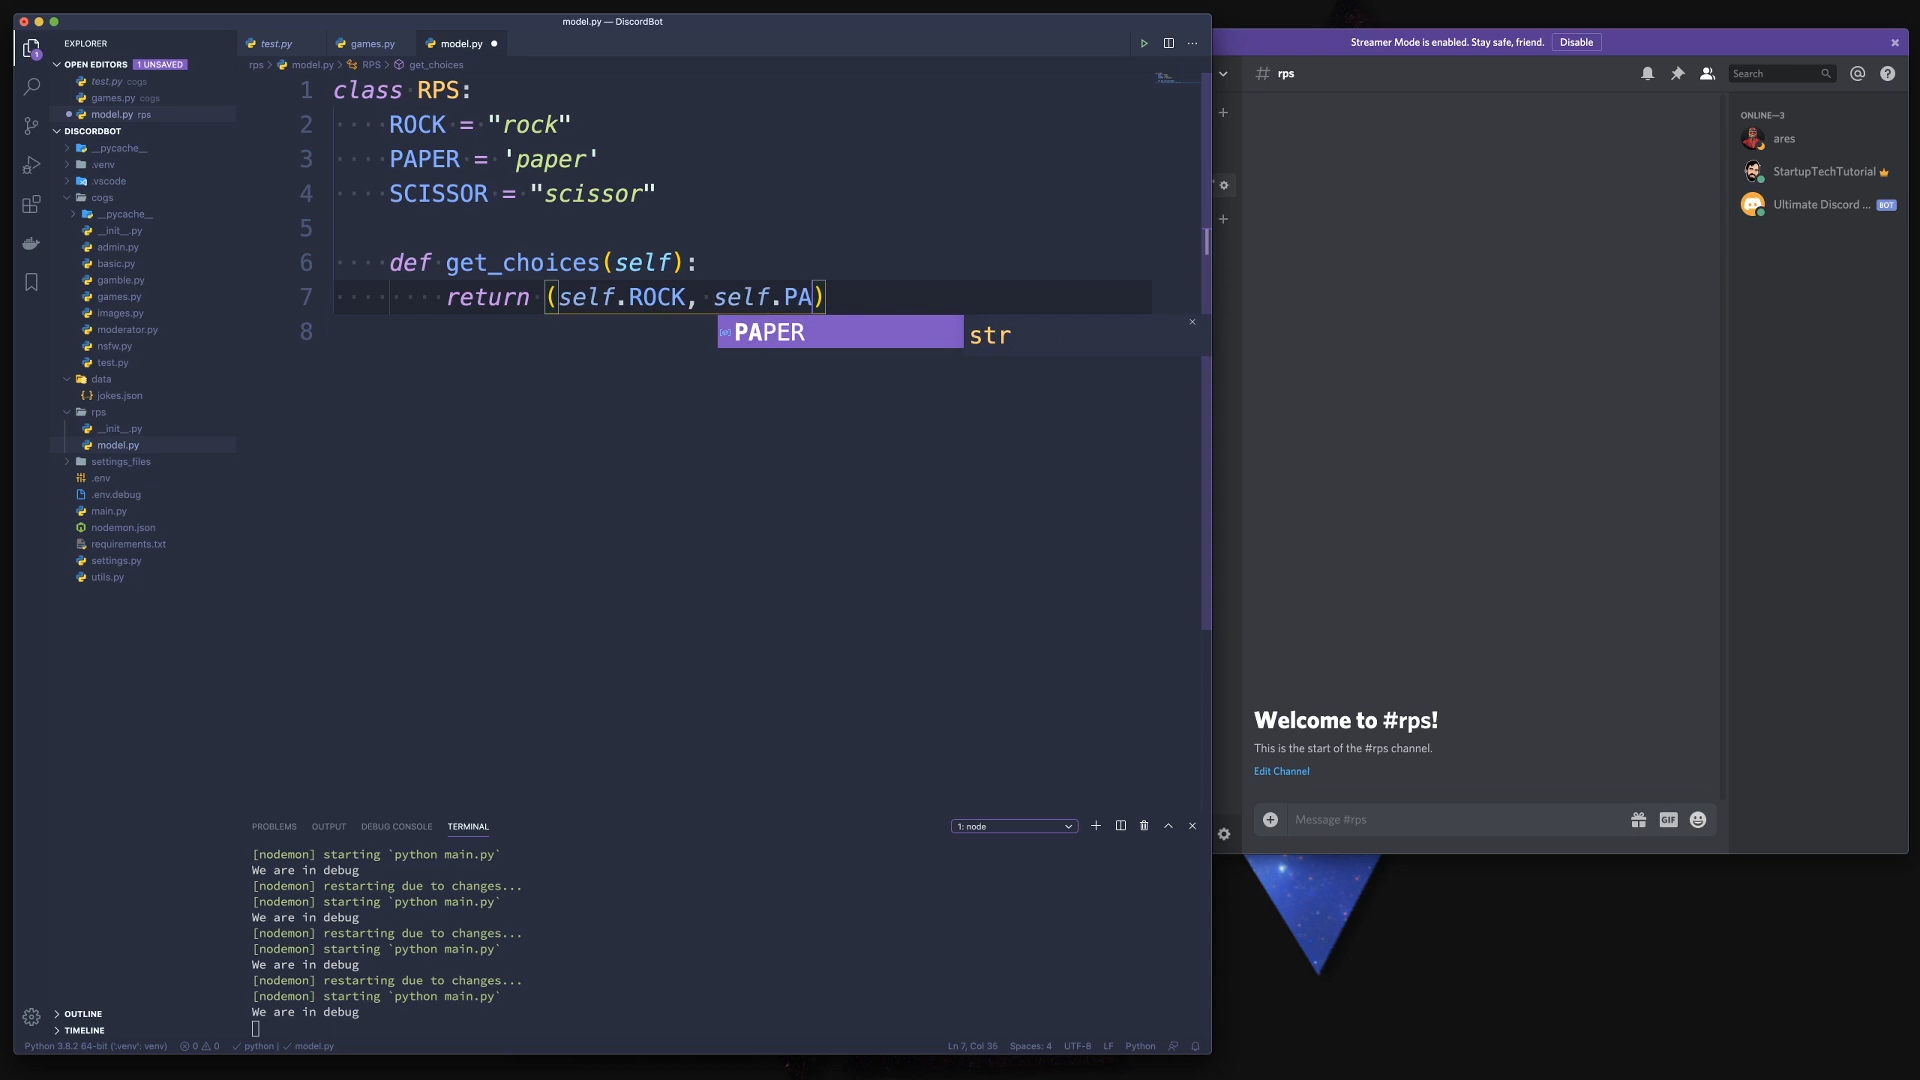 model.py — DiscordBot
EXPLORER
OPEN EDITORS 1 UNSAVED
test.py cogs
games.py cogs
model.py rps
DISCORDBOT
__pycache__
.venv
.vscode
cogs
__pycache__
__init__.py
admin.py
basic.py
gamble.py
games.py
images.py
moderator.py
nsfw.py
test.py
data
jokes.json
rps
__init__.py
model.py
settings_files
.env
.env.debug
main.py
nodemon.json
requirements.txt
settings.py
utils.py
OUTLINE
TIMELINE
test.py games.py model.py
rps > model.py > RPS > get_choices
1 class RPS:
2 ROCK = "rock"
3 PAPER = 'paper'
4 SCISSOR = "scissor"
5
6 def get_choices(self):
7 return (self.ROCK, self.PA)
8
PAPER str
PROBLEMS OUTPUT DEBUG CONSOLE TERMINAL 1: node
[nodemon] starting `python main.py`
We are in debug
[nodemon] restarting due to changes...
[nodemon] starting `python main.py`
We are in debug
[nodemon] restarting due to changes...
[nodemon] starting `python main.py`
We are in debug
[nodemon] restarting due to changes...
[nodemon] starting `python main.py`
We are in debug
Python 3.8.2 64-bit ('.venv': venv) 0 0 python | model.py Ln 7, Col 35 Spaces: 4 UTF-8 LF Python
Streamer Mode is enabled. Stay safe, friend. Disable
# rps Search
ONLINE—3
ares
StartupTechTutorial
Ultimate Discord ... BOT
Welcome to #rps!
This is the start of the #rps channel.
Edit Channel
Message #rps GIF